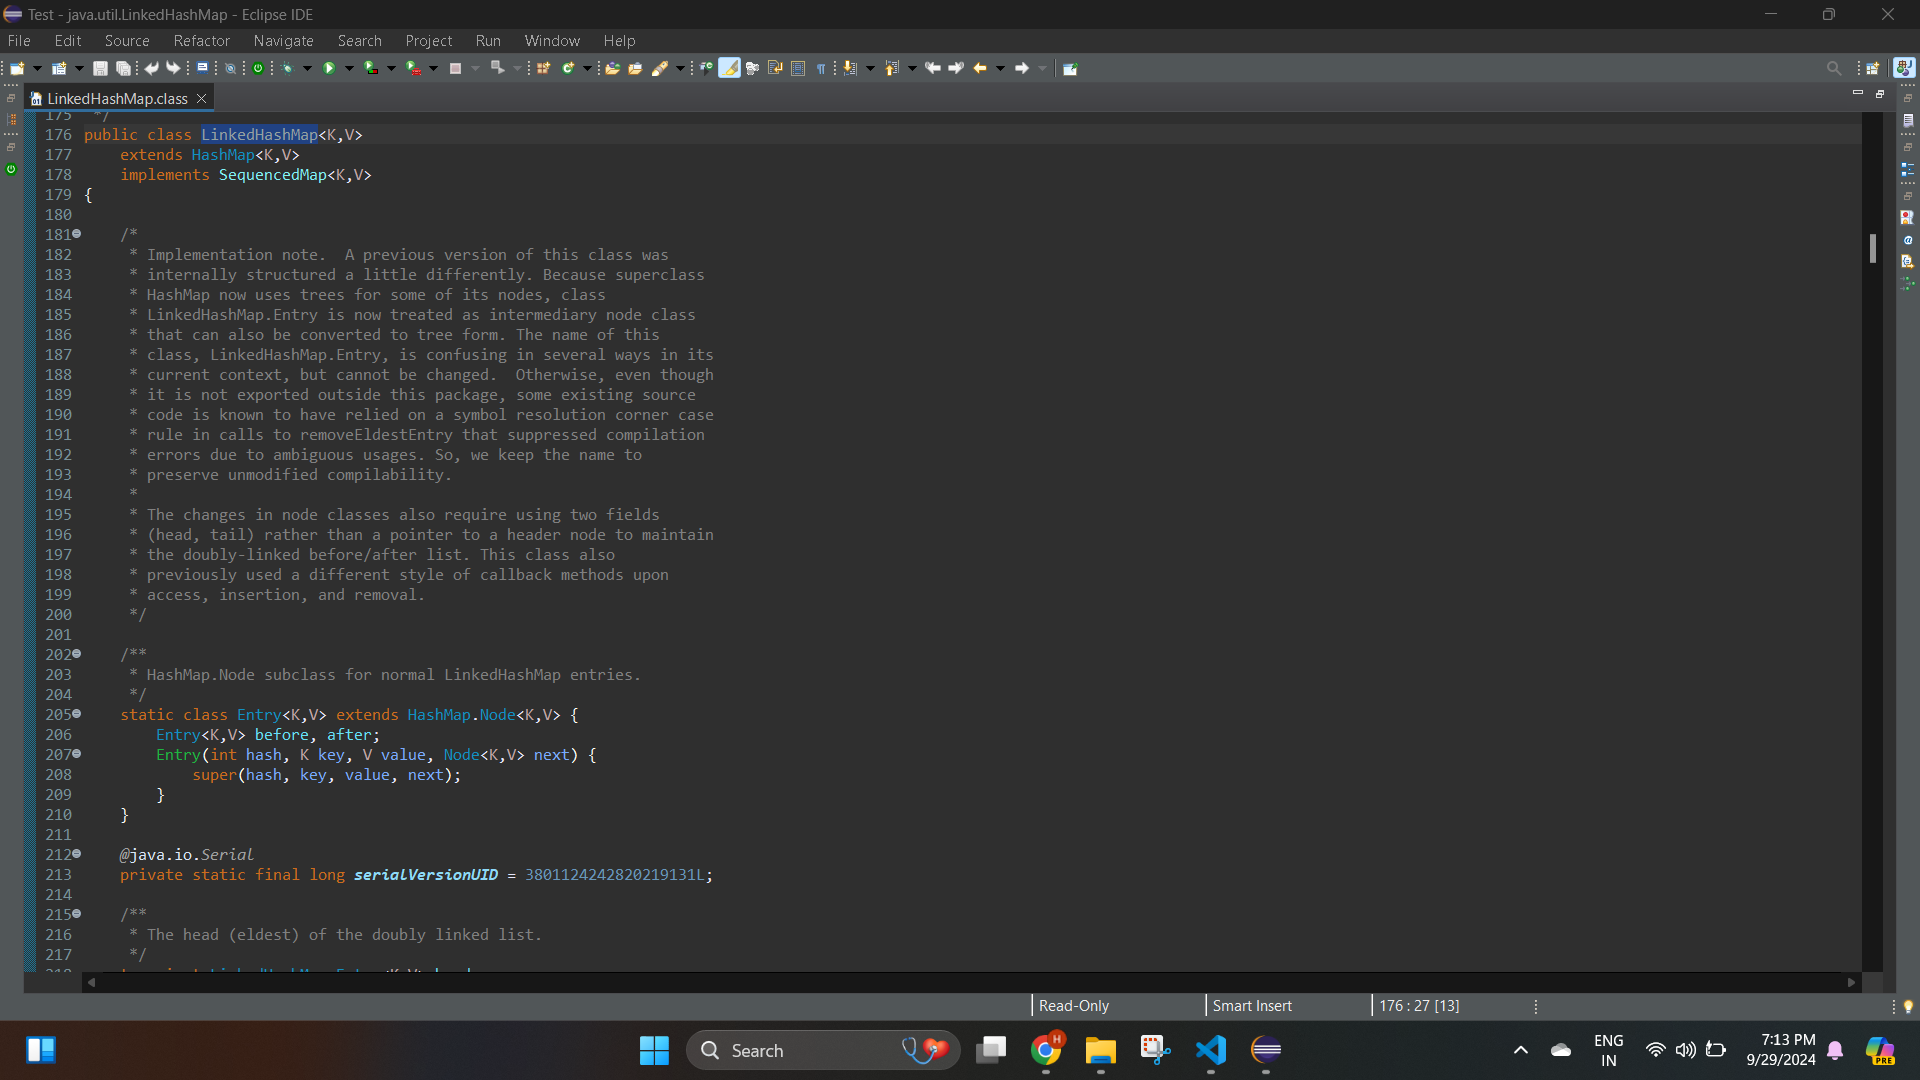 Test - java.util.LinkedHashMap - Eclipse IDE
File Edit Source Refactor Navigate Search Project Run Window Help
LinkedHashMap.class
175 */
176 public class LinkedHashMap<K,V>
177 extends HashMap<K,V>
178 implements SequencedMap<K,V>
179 {
180
181 /*
182 * Implementation note.  A previous version of this class was
183 * internally structured a little differently. Because superclass
184 * HashMap now uses trees for some of its nodes, class
185 * LinkedHashMap.Entry is now treated as intermediary node class
186 * that can also be converted to tree form. The name of this
187 * class, LinkedHashMap.Entry, is confusing in several ways in its
188 * current context, but cannot be changed.  Otherwise, even though
189 * it is not exported outside this package, some existing source
190 * code is known to have relied on a symbol resolution corner case
191 * rule in calls to removeEldestEntry that suppressed compilation
192 * errors due to ambiguous usages. So, we keep the name to
193 * preserve unmodified compilability.
194 *
195 * The changes in node classes also require using two fields
196 * (head, tail) rather than a pointer to a header node to maintain
197 * the doubly-linked before/after list. This class also
198 * previously used a different style of callback methods upon
199 * access, insertion, and removal.
200 */
201
202 /**
203 * HashMap.Node subclass for normal LinkedHashMap entries.
204 */
205 static class Entry<K,V> extends HashMap.Node<K,V> {
206 Entry<K,V> before, after;
207 Entry(int hash, K key, V value, Node<K,V> next) {
208 super(hash, key, value, next);
209 }
210 }
211
212 @java.io.Serial
213 private static final long serialVersionUID = 3801124242820219131L;
214
215 /**
216 * The head (eldest) of the doubly linked list.
217 */
Read-Only Smart Insert 176 : 27 [13]
Search
ENG
IN
7:13 PM
9/29/2024
H
PRE